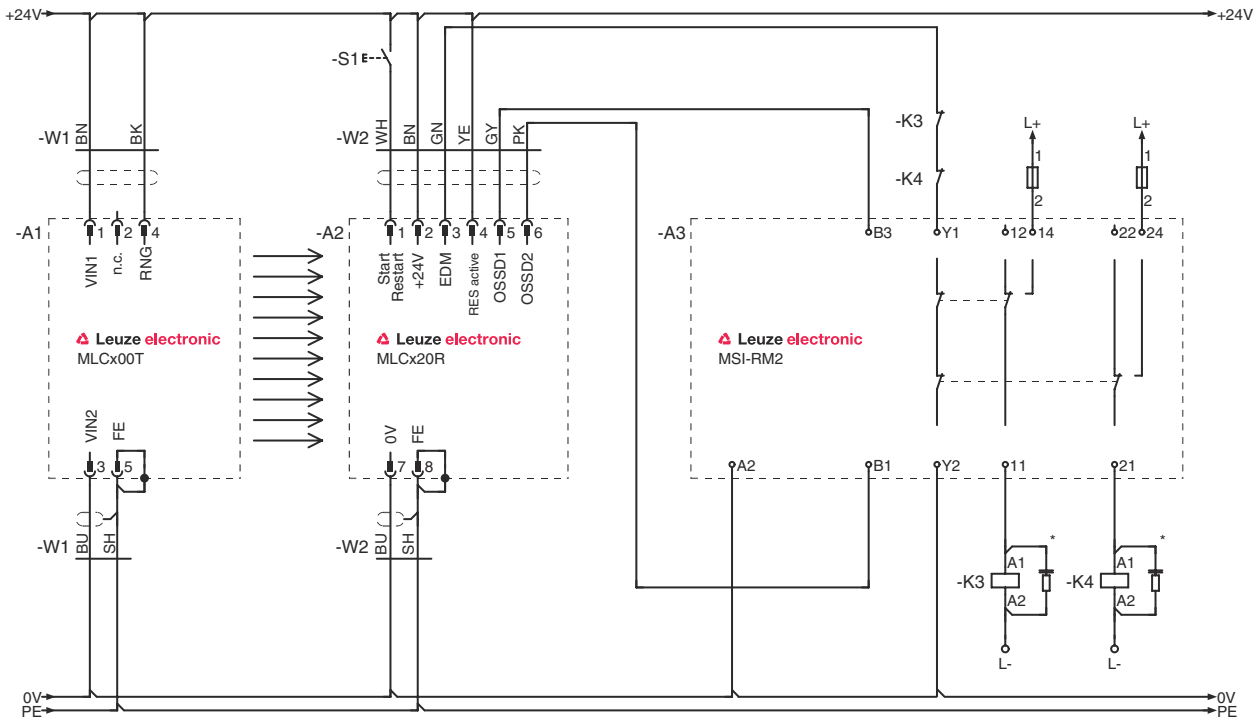 +24V +24V
-S1
-W1 BN BK
-W2 WH BN GN YE GY PK
-K3
-K4
L+ L+
1 1
2 2
-A1 1 2 4
VIN1 n.c. RNG
-A2 1 2 3 4 5 6
Start Restart +24V EDM RES active OSSD1 OSSD2
-A3 B3 Y1 12 14 22 24
Leuze electronic
MLCx00T
Leuze electronic
MLCx20R
Leuze electronic
MSI-RM2
VIN2 FE
3 5
0V FE
7 8
A2 B1 Y2 11 21
-W1 BU SH
-W2 BU SH
* *
-K3 A1 A2
-K4 A1 A2
L- L-
0V 0V
PE PE